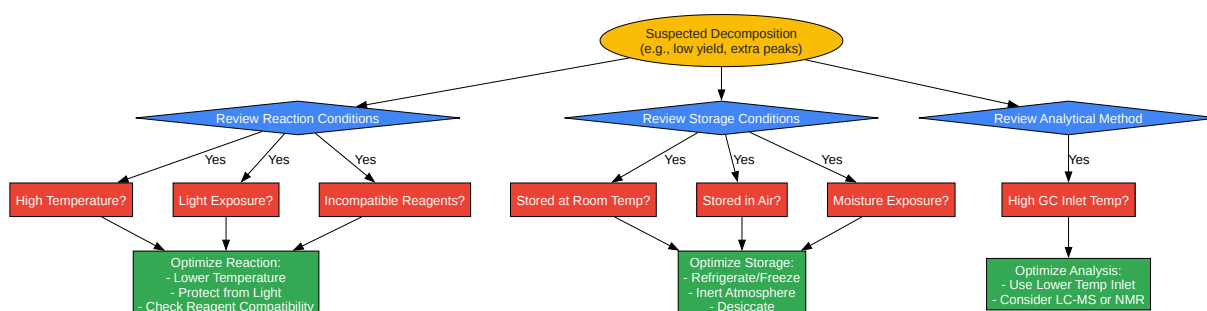 Suspected Decomposition
(e.g., low yield, extra peaks)
Review Reaction Conditions
Review Storage Conditions
Review Analytical Method
Yes
Yes
Yes
Yes
Yes
Yes
Yes
High Temperature?
Light Exposure?
Incompatible Reagents?
Stored at Room Temp?
Stored in Air?
Moisture Exposure?
High GC Inlet Temp?
Optimize Reaction:
- Lower Temperature
- Protect from Light
- Check Reagent Compatibility
Optimize Storage:
- Refrigerate/Freeze
- Inert Atmosphere
- Desiccate
Optimize Analysis:
- Use Lower Temp Inlet
- Consider LC-MS or NMR